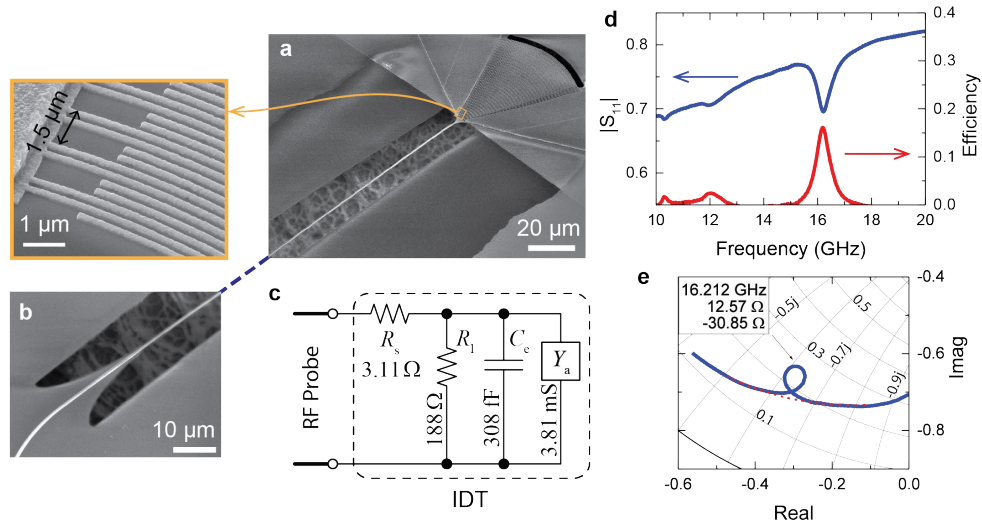 a
1.5 μm
1 μm
20 μm
b
10 μm
c
RF Probe
Rs
3.11 Ω
Rl
188 Ω
Ce
308 fF
Ya
3.81 mS
IDT
d
0.8
0.7
0.6
|S11|
0.4
0.3
0.2
0.1
0.0
Efficiency
10 12 14 16 18 20
Frequency (GHz)
e
16.212 GHz
12.57 Ω
-30.85 Ω
-0.5j
0.5
0.3
-0.7j
-0.9j
0.1
-0.4
-0.6
-0.8
Imag
-0.6 -0.4 -0.2 0.0
Real